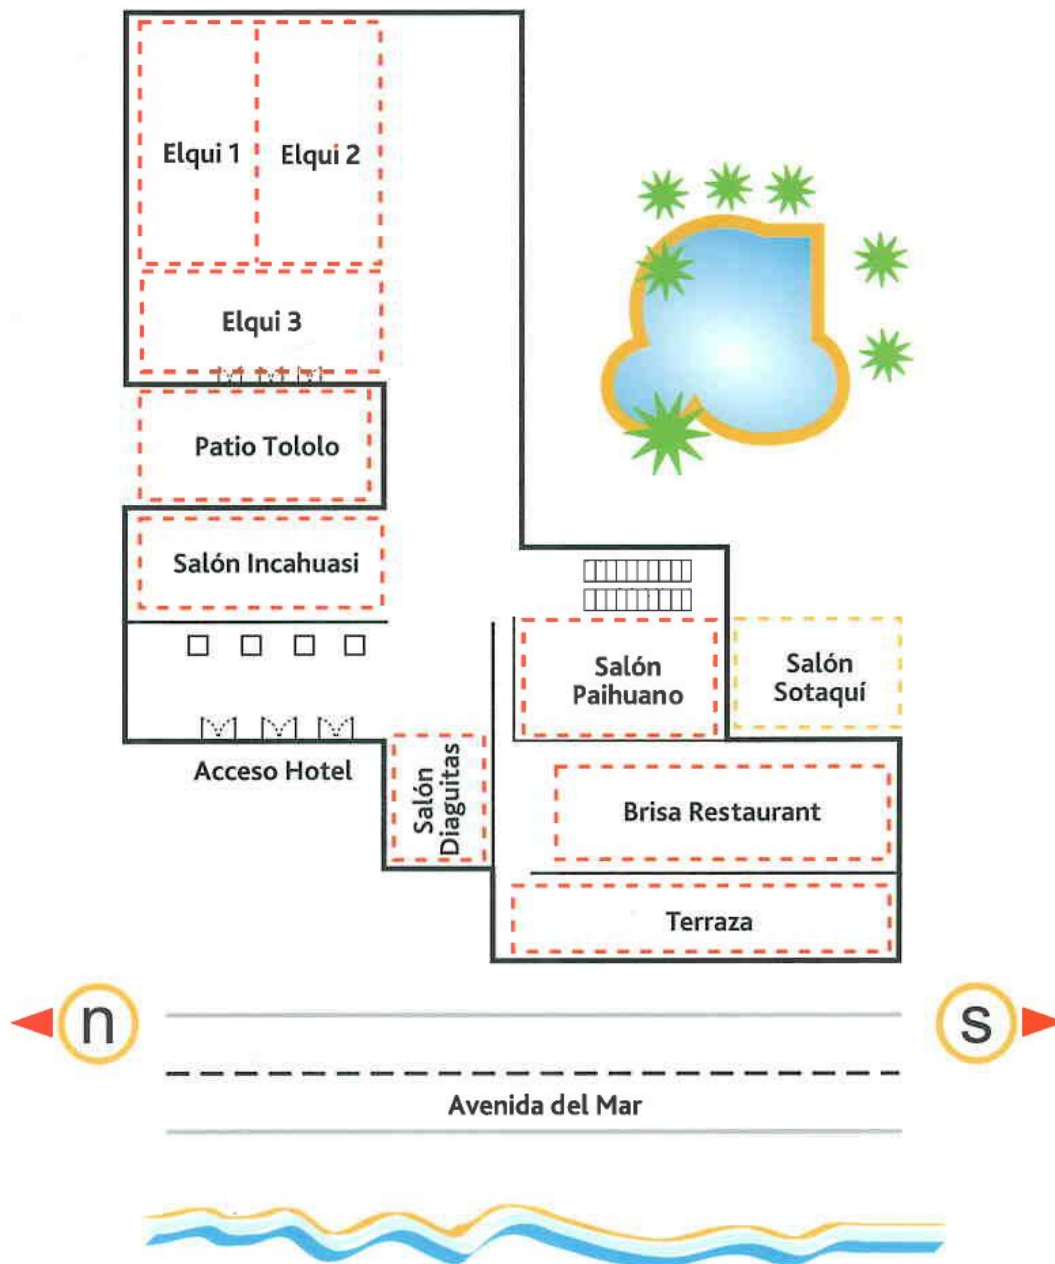 Elqui 1
Elqui 2
Elqui 3
Patio Tololo
Salón Incahuasi
Salón
Paihuano
Salón
Sotaquí
Acceso Hotel
Salón
Diaguitas
Brisa Restaurant
Terraza
n
s
Avenida del Mar